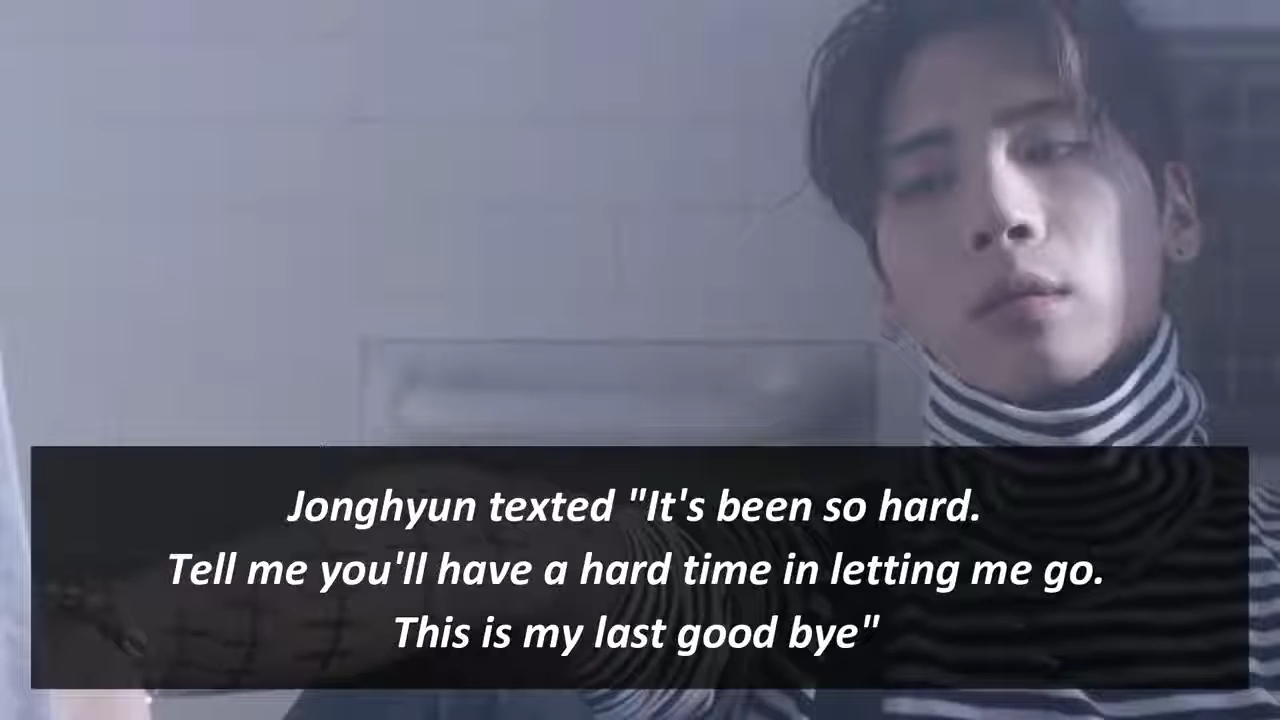 Jonghyun texted "It's been so hard.
Tell me you'll have a hard time in letting me go.
This is my last good bye"